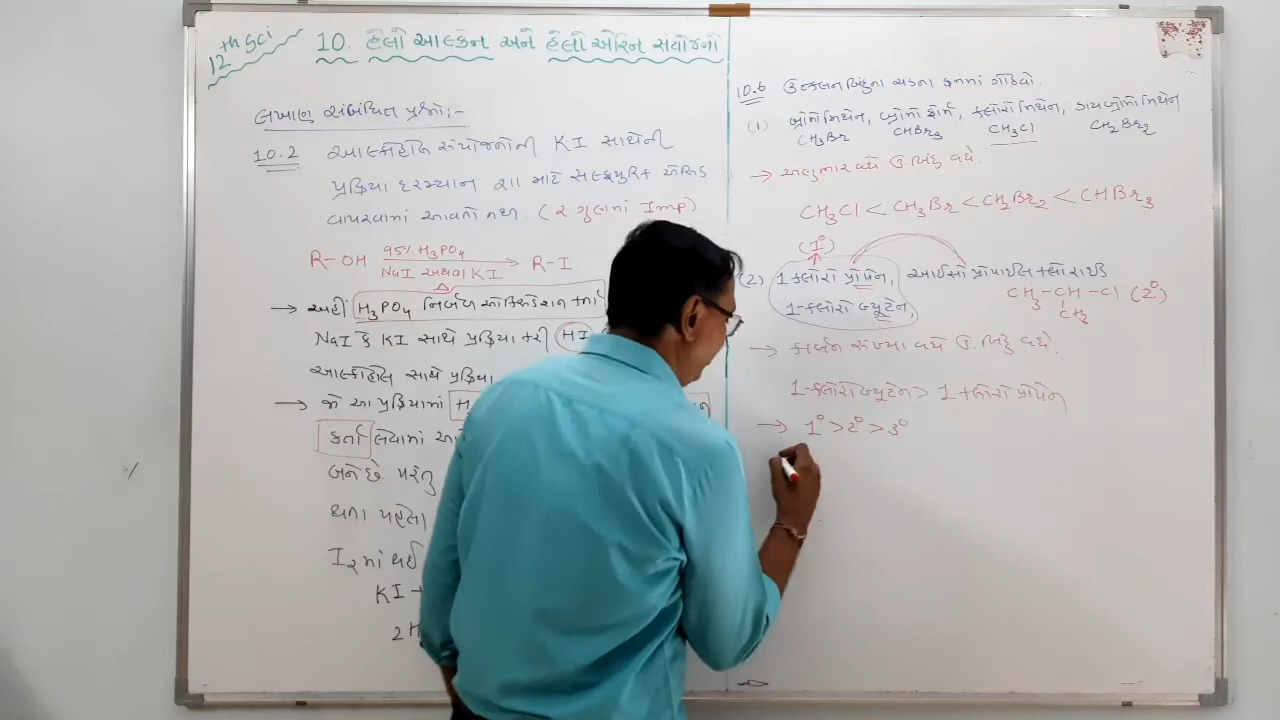 12th Sci
10. હેલો આલ્કેન અને હેલો એરિન સંયોજનો
લખાણ સંબંધિત પ્રશ્નો:-
10.2 આલ્કોહોલ સંયોજનોની KI સાથેની
પ્રક્રિયા દરમ્યાન શા માટે સલ્ફ્યુરિક એસિડ
વાપરવામાં આવતો નથી. (૨ ગુણનાં Imp)
R-OH 95% H₃PO₄ NaI અથવા KI Δ → R-I
→ અહીં H₃PO₄ નિર્બળ ઓક્સિડેશન કર્તા
NaI કે KI સાથે પ્રક્રિયા કરી HI
આલ્કોહોલ સાથે પ્રક્રિયા
→ જો આ પ્રક્રિયામાં H
કર્તા લેવામાં આ
બને છે પરંતુ
થતા પહેલા
I₂ માં થઈ
KI +
2H
10.6 ઉત્કલનબિંદુના ચડતા ક્રમમાં ગોઠવો.
(1) બ્રોમો મિથેન, બ્રોમો ફોર્મ, ક્લોરો મિથેન, ડાયબ્રોમો મિથેન
CH₃Br CHBr₃ CH₃Cl CH₂Br₂
→ અણુભાર વધે ઉ.બિંદુ વધે.
CH₃Cl < CH₃Br < CH₂Br₂ < CHBr₃
(1°)
(2) 1 ક્લોરો પ્રોપેન, આઈસો પ્રોપાઈલ ક્લોરાઈડ
CH₃-CH-Cl (2°)
1-ક્લોરો બ્યૂટેન,
CH₃
→ કાર્બન સંખ્યા વધે ઉ.બિંદુ વધે.
1-ક્લોરો બ્યૂટેન > 1 ક્લોરો પ્રોપેન
→ 1° > 2° > 3°